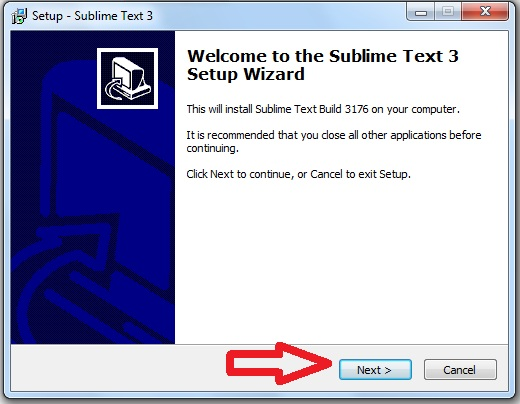 Setup - Sublime Text 3
Welcome to the Sublime Text 3
Setup Wizard
This will install Sublime Text Build 3176 on your computer.
It is recommended that you close all other applications before
continuing.
Click Next to continue, or Cancel to exit Setup.
Next >
Cancel